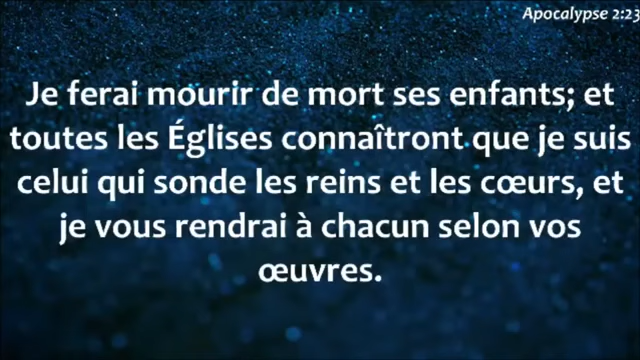 Apocalypse 2:23
Je ferai mourir de mort ses enfants; et
toutes les Églises connaîtront que je suis
celui qui sonde les reins et les cœurs, et
je vous rendrai à chacun selon vos
œuvres.